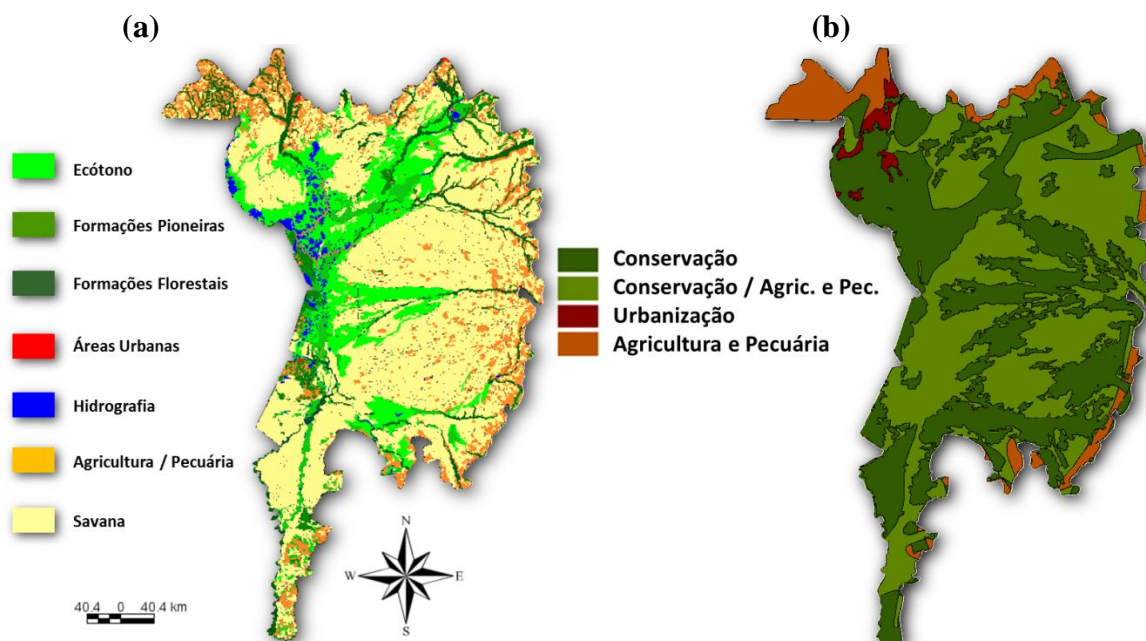 (a)
(b)
Ecótono
Formações Pioneiras
Formações Florestais
Áreas Urbanas
Hidrografia
Agricultura / Pecuária
Savana
Conservação
Conservação / Agric. e Pec.
Urbanização
Agricultura e Pecuária
N
W E
S
40.4 0 40.4 km